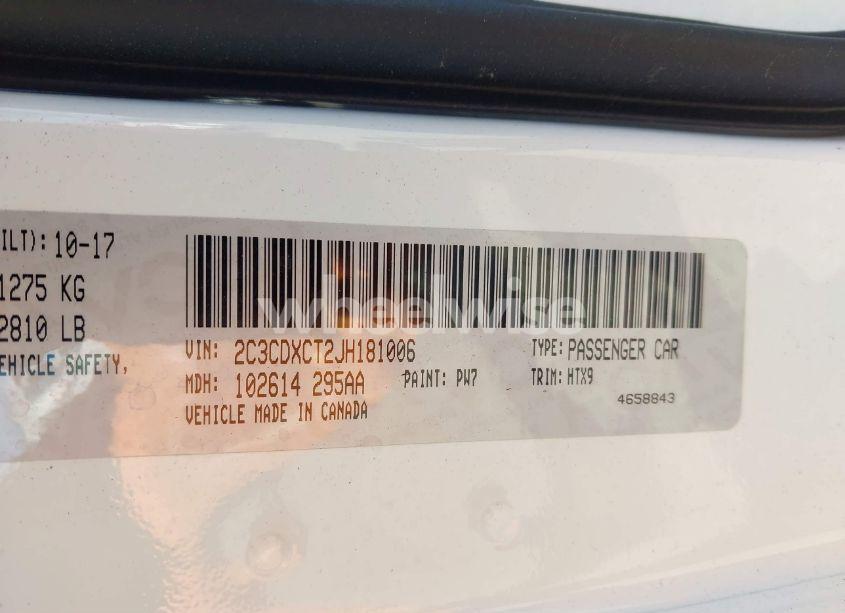 ILT): 10-17
1275 KG
2810 LB
EHICLE SAFETY,
wheelwise
VIN: 2C3CDXCT2JH181006
TYPE: PASSENGER CAR
MDH: 102614 295AA
PAINT: PW7
TRIM: HTX9
VEHICLE MADE IN CANADA
4658843